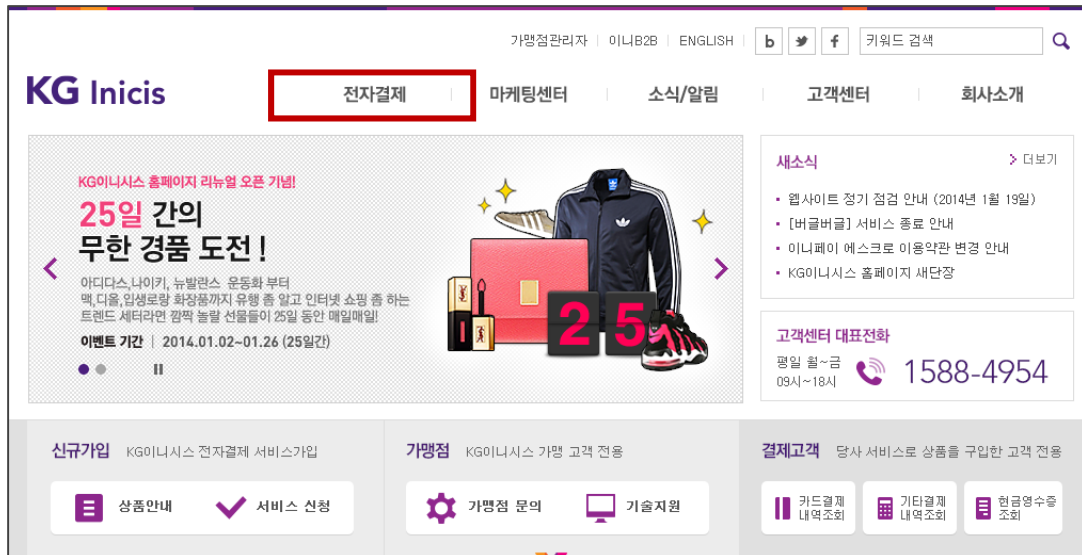 가맹점관리자 | 이니B2B | ENGLISH
키워드 검색
KG Inicis
전자결제 마케팅센터 소식/알림 고객센터 회사소개
KG이니시스 홈페이지 리뉴얼 오픈 기념!
25일 간의
무한 경품 도전 !
아디다스,나이키, 뉴발란스 운동화 부터
맥,디올,입생로랑 화장품까지 유행 좀 알고 인터넷 쇼핑 좀 하는
트렌드 세터라면 깜짝 놀랄 선물들이 25일 동안 매일매일!
이벤트 기간 | 2014.01.02~01.26 (25일간)
25
새소식
더보기
웹사이트 정기 점검 안내 (2014년 1월 19일)
[버글버글] 서비스 종료 안내
이니페이 에스크로 이용약관 변경 안내
KG이니시스 홈페이지 새단장
고객센터 대표전화
평일 월~금
09시~18시
1588-4954
신규가입 KG이니시스 전자결제 서비스가입
상품안내
서비스 신청
가맹점 KG이니시스 가맹 고객 전용
가맹점 문의
기술지원
결제고객 당사 서비스로 상품을 구입한 고객 전용
카드결제
내역조회
기타결제
내역조회
현금영수증
조회